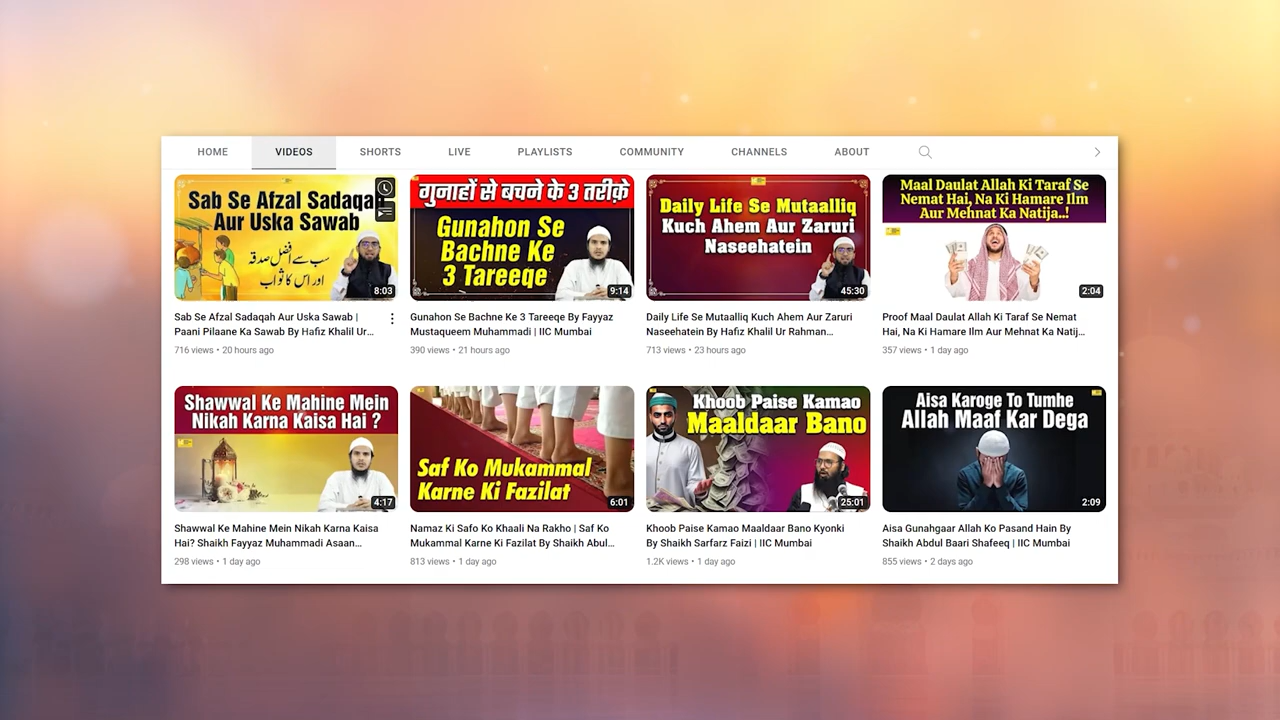 HOME VIDEOS SHORTS LIVE PLAYLISTS COMMUNITY CHANNELS ABOUT
Sab Se Afzal Sadaqah
Aur Uska Sawab
سب سے افضل صدقہ
اور اس کا ثواب
8:03
Sab Se Afzal Sadaqah Aur Uska Sawab |
Paani Pilaane Ka Sawab By Hafiz Khalil Ur...
716 views • 20 hours ago
गुनाहों से बचने के 3 तरीक़े
Gunahon Se
Bachne Ke
3 Tareeqe
9:14
Gunahon Se Bachne Ke 3 Tareeqe By Fayyaz
Mustaqueem Muhammadi | IIC Mumbai
390 views • 21 hours ago
Daily Life Se Mutaalliq
Kuch Ahem Aur Zaruri
Naseehatein
45:30
Daily Life Se Mutaalliq Kuch Ahem Aur Zaruri
Naseehatein By Hafiz Khalil Ur Rahman...
713 views • 23 hours ago
Maal Daulat Allah Ki Taraf Se
Nemat Hai, Na Ki Hamare Ilm
Aur Mehnat Ka Natija..!
2:04
Proof Maal Daulat Allah Ki Taraf Se Nemat
Hai, Na Ki Hamare Ilm Aur Mehnat Ka Natij...
357 views • 1 day ago
Shawwal Ke Mahine Mein
Nikah Karna Kaisa Hai ?
4:17
Shawwal Ke Mahine Mein Nikah Karna Kaisa
Hai? Shaikh Fayyaz Muhammadi Asaan...
298 views • 1 day ago
Saf Ko Mukammal
Karne Ki Fazilat
6:01
Namaz Ki Safo Ko Khaali Na Rakho | Saf Ko
Mukammal Karne Ki Fazilat By Shaikh Abul...
813 views • 1 day ago
Khoob Paise Kamao
Maaldaar Bano
25:01
Khoob Paise Kamao Maaldaar Bano Kyonki
By Shaikh Sarfarz Faizi | IIC Mumbai
1.2K views • 1 day ago
Aisa Karoge To Tumhe
Allah Maaf Kar Dega
2:09
Aisa Gunahgaar Allah Ko Pasand Hain By
Shaikh Abdul Baari Shafeeq | IIC Mumbai
855 views • 2 days ago